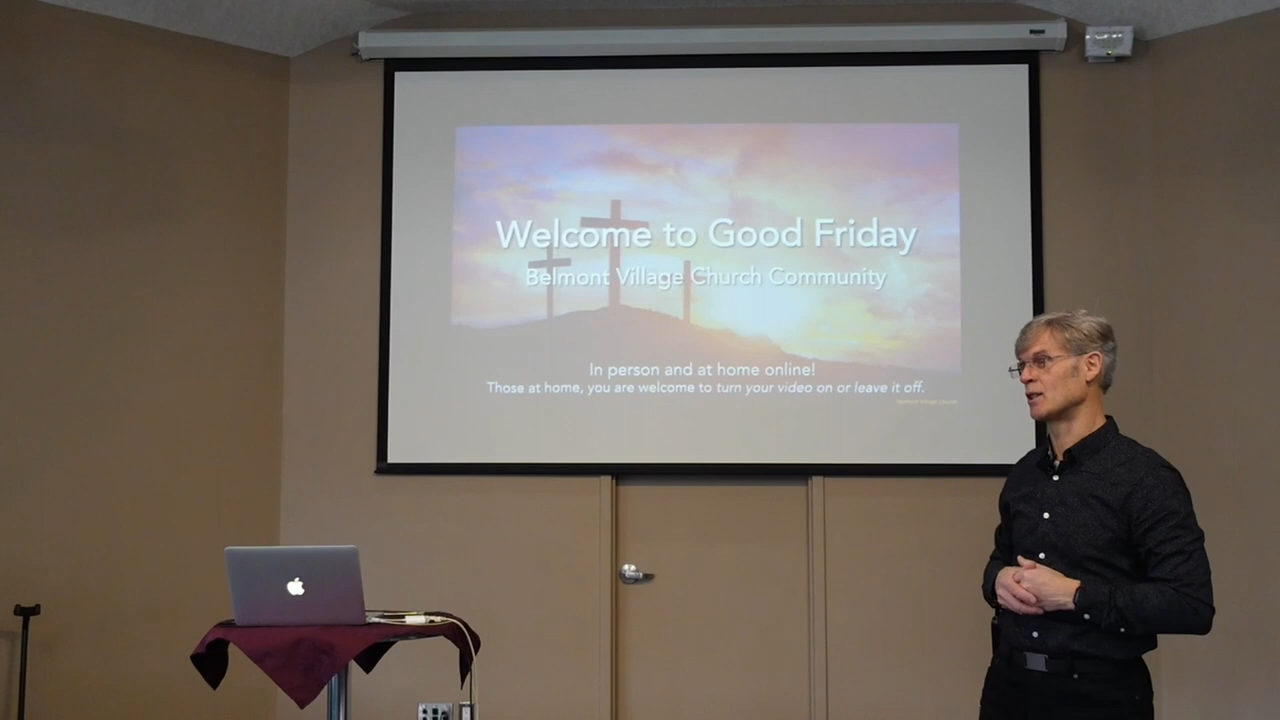 Welcome to Good Friday
Belmont Village Church Community
In person and at home online!
Those at home, you are welcome to turn your video on or leave it off.